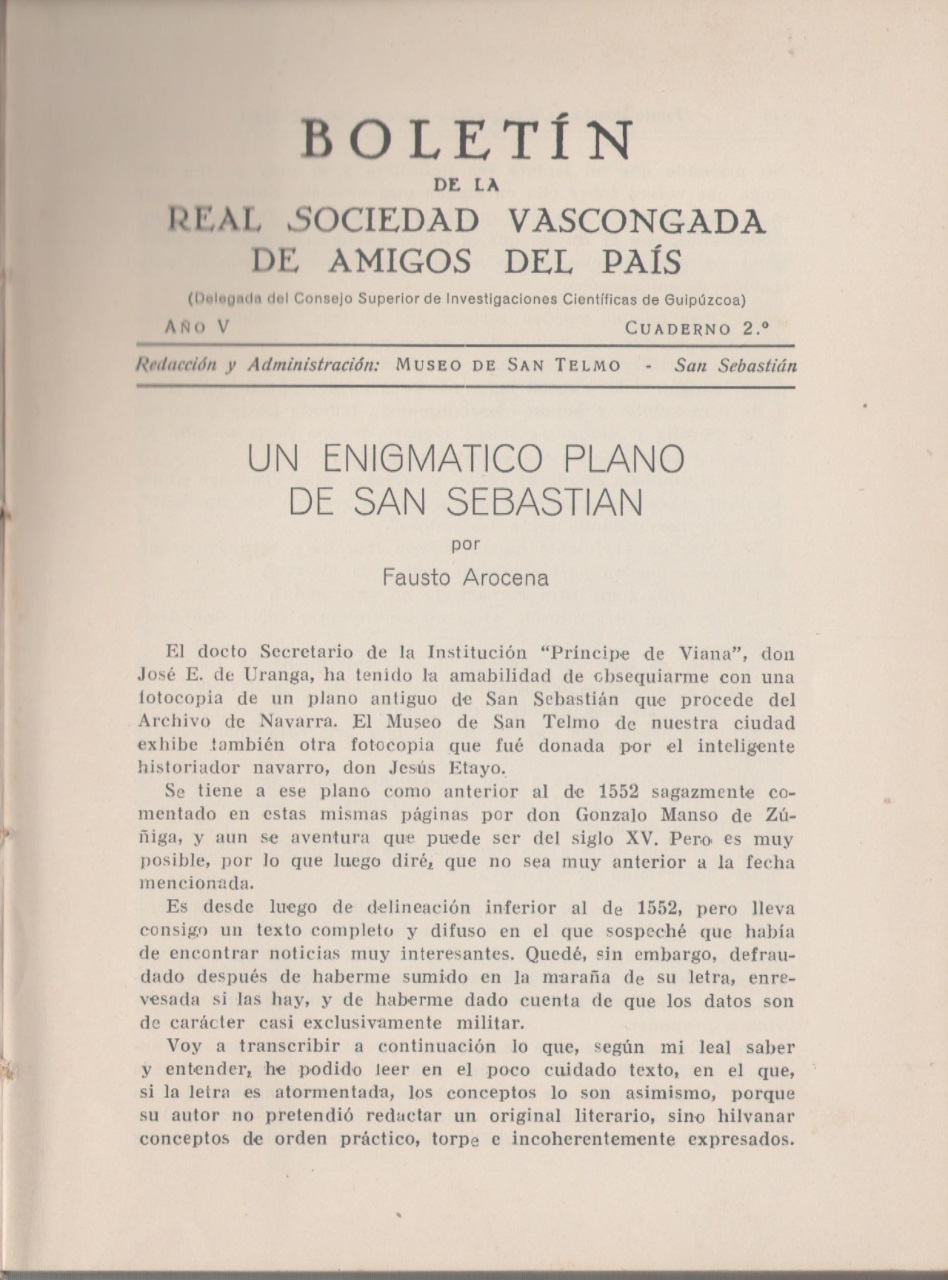 BOLETÍN
DE LA
REAL SOCIEDAD VASCONGADA
DE AMIGOS DEL PAÍS
(Delegada del Consejo Superior de Investigaciones Científicas de Guipúzcoa)
AÑO V CUADERNO 2.º
Redacción y Administración: MUSEO DE SAN TELMO - San Sebastián
UN ENIGMATICO PLANO
DE SAN SEBASTIAN
por
Fausto Arocena
El docto Secretario de la Institución “Príncipe de Viana”, don
José E. de Uranga, ha tenido la amabilidad de obsequiarme con una
fotocopia de un plano antiguo de San Sebastián que procede del
Archivo de Navarra. El Museo de San Telmo de nuestra ciudad
exhibe también otra fotocopia que fué donada por el inteligente
historiador navarro, don Jesús Etayo.
Se tiene a ese plano como anterior al de 1552 sagazmente co-
mentado en estas mismas páginas por don Gonzalo Manso de Zú-
ñiga, y aun se aventura que puede ser del siglo XV. Pero es muy
posible, por lo que luego diré, que no sea muy anterior a la fecha
mencionada.
Es desde luego de delineación inferior al de 1552, pero lleva
consigo un texto completo y difuso en el que sospeché que había
de encontrar noticias muy interesantes. Quedé, sin embargo, defrau-
dado después de haberme sumido en la maraña de su letra, enre-
vesada si las hay, y de haberme dado cuenta de que los datos son
de carácter casi exclusivamente militar.
Voy a transcribir a continuación lo que, según mi leal saber
y entender, he podido leer en el poco cuidado texto, en el que,
si la letra es atormentada, los conceptos lo son asimismo, porque
su autor no pretendió redactar un original literario, sino hilvanar
conceptos de orden práctico, torpe e incoherentemente expresados.